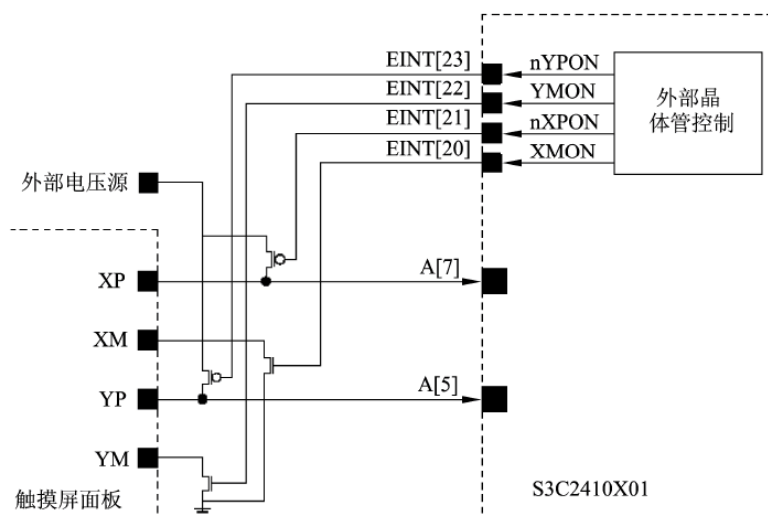 EINT[23]
nYPON
EINT[22]
YMON
EINT[21]
nXPON
EINT[20]
XMON
外部晶
体管控制
外部电压源
XP
A[7]
XM
YP
A[5]
YM
触摸屏面板
S3C2410X01